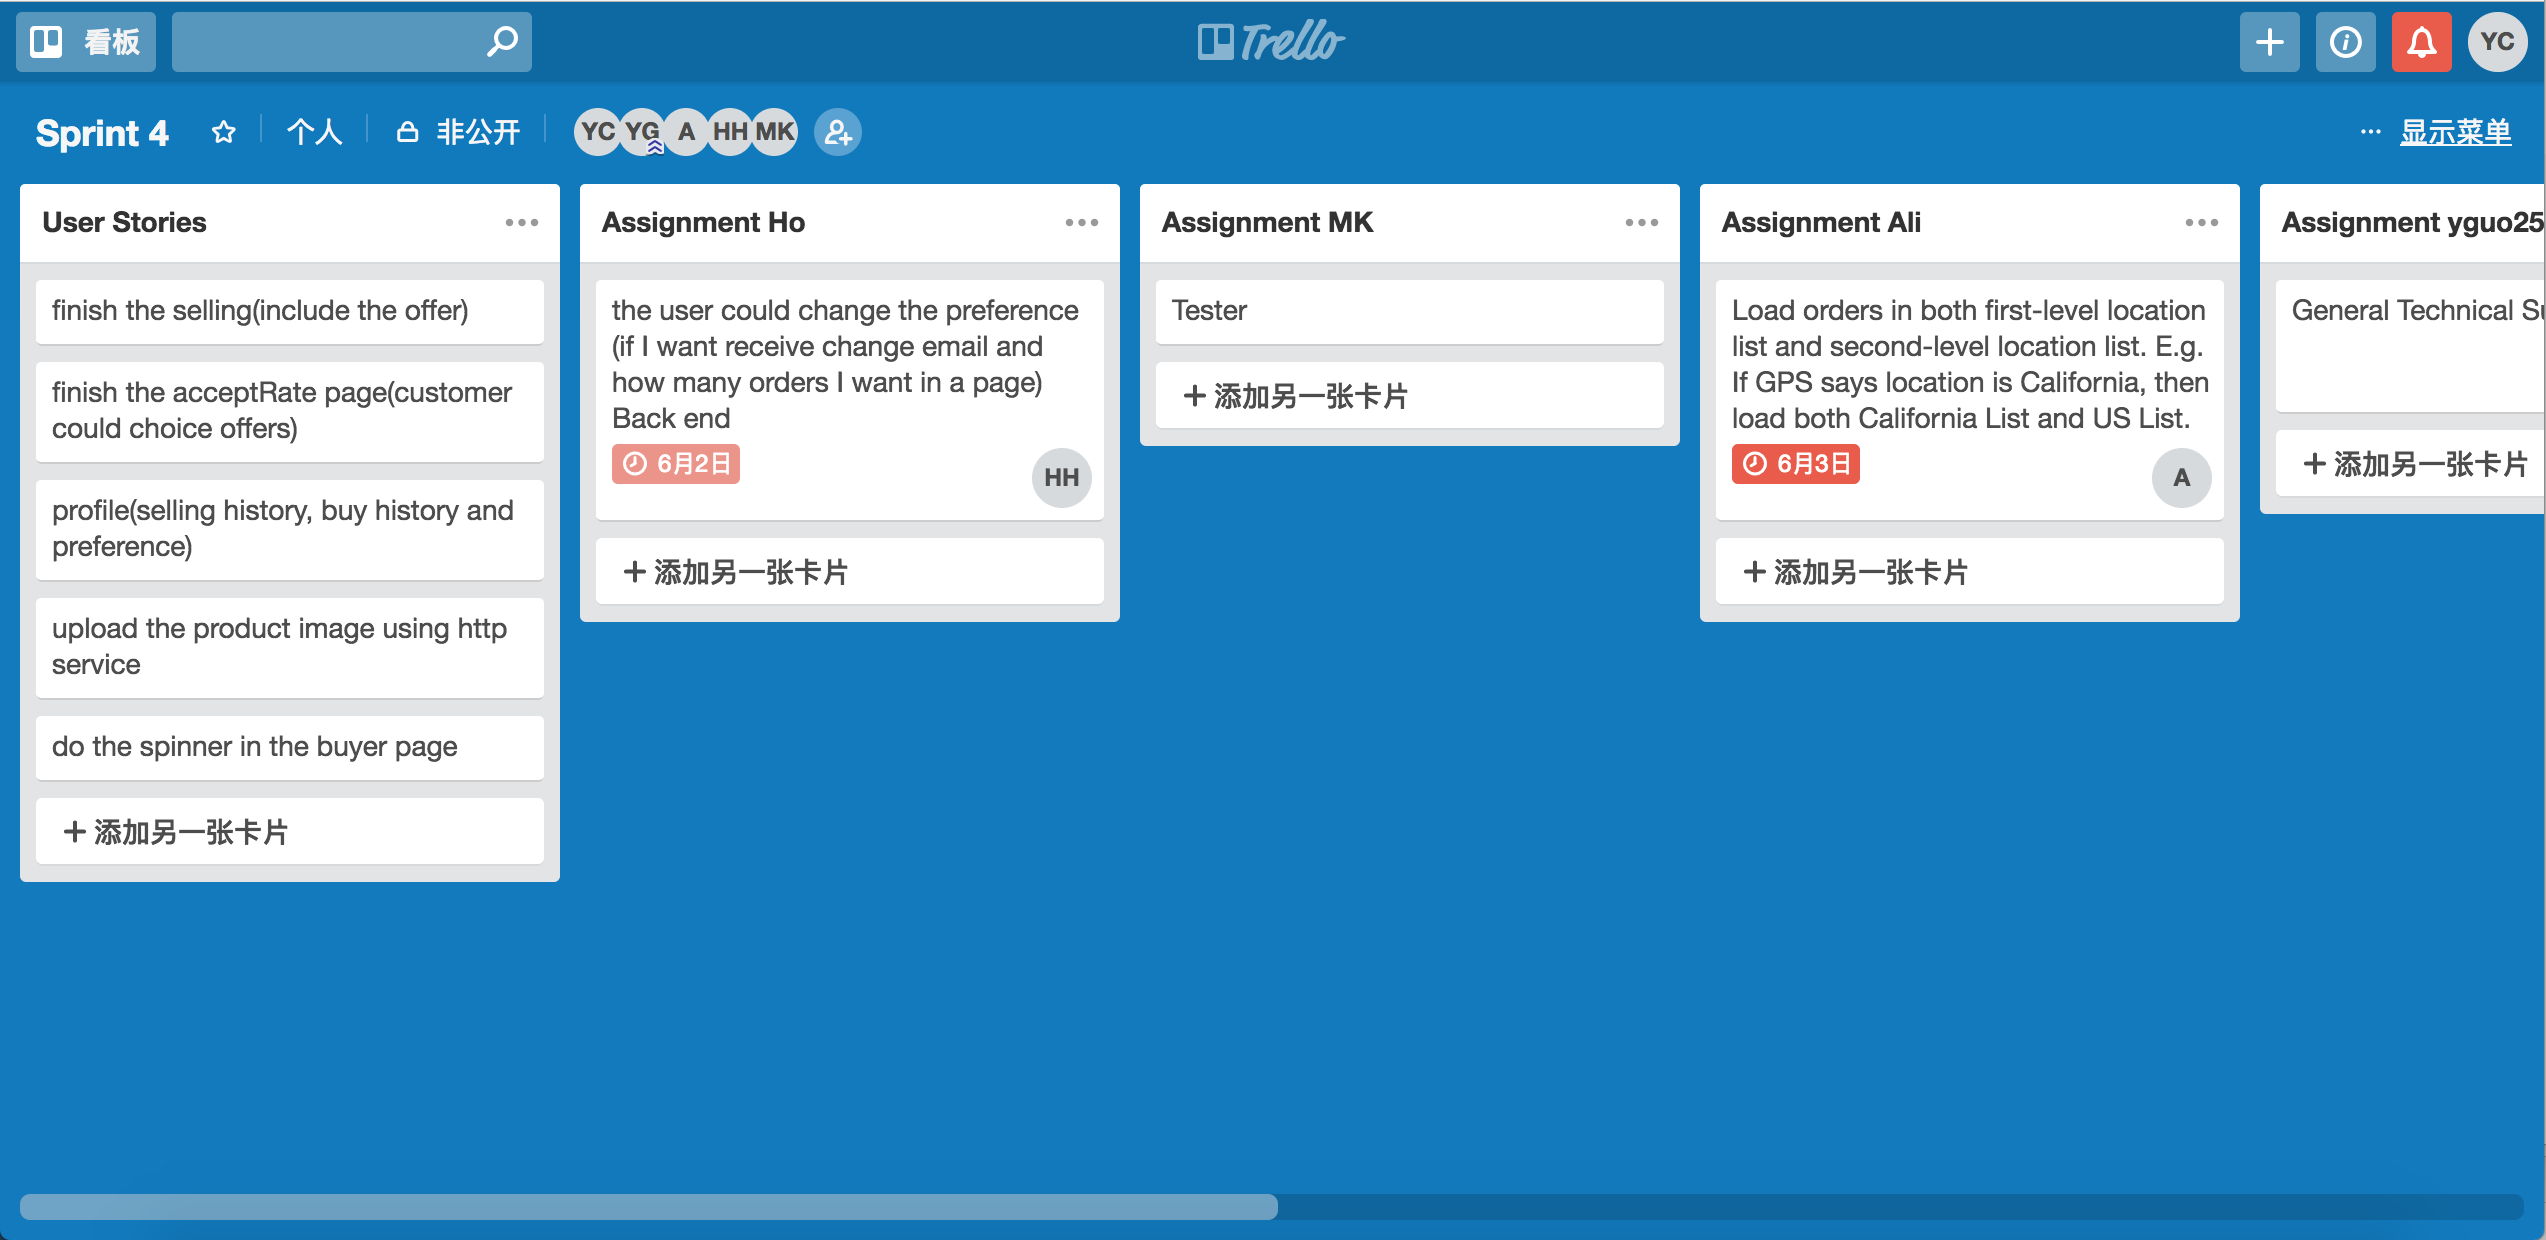 看板
Trello
YC
Sprint 4
个人
非公开
YC YG A HH MK
显示菜单
User Stories
finish the selling(include the offer)
finish the acceptRate page(customer
could choice offers)
profile(selling history, buy history and
preference)
upload the product image using http
service
do the spinner in the buyer page
+ 添加另一张卡片
Assignment Ho
the user could change the preference
(if I want receive change email and
how many orders I want in a page)
Back end
6月2日
HH
+ 添加另一张卡片
Assignment MK
Tester
+ 添加另一张卡片
Assignment Ali
Load orders in both first-level location
list and second-level location list. E.g.
If GPS says location is California, then
load both California List and US List.
6月3日
A
+ 添加另一张卡片
Assignment yguo25
General Technical
+ 添加另一张卡片